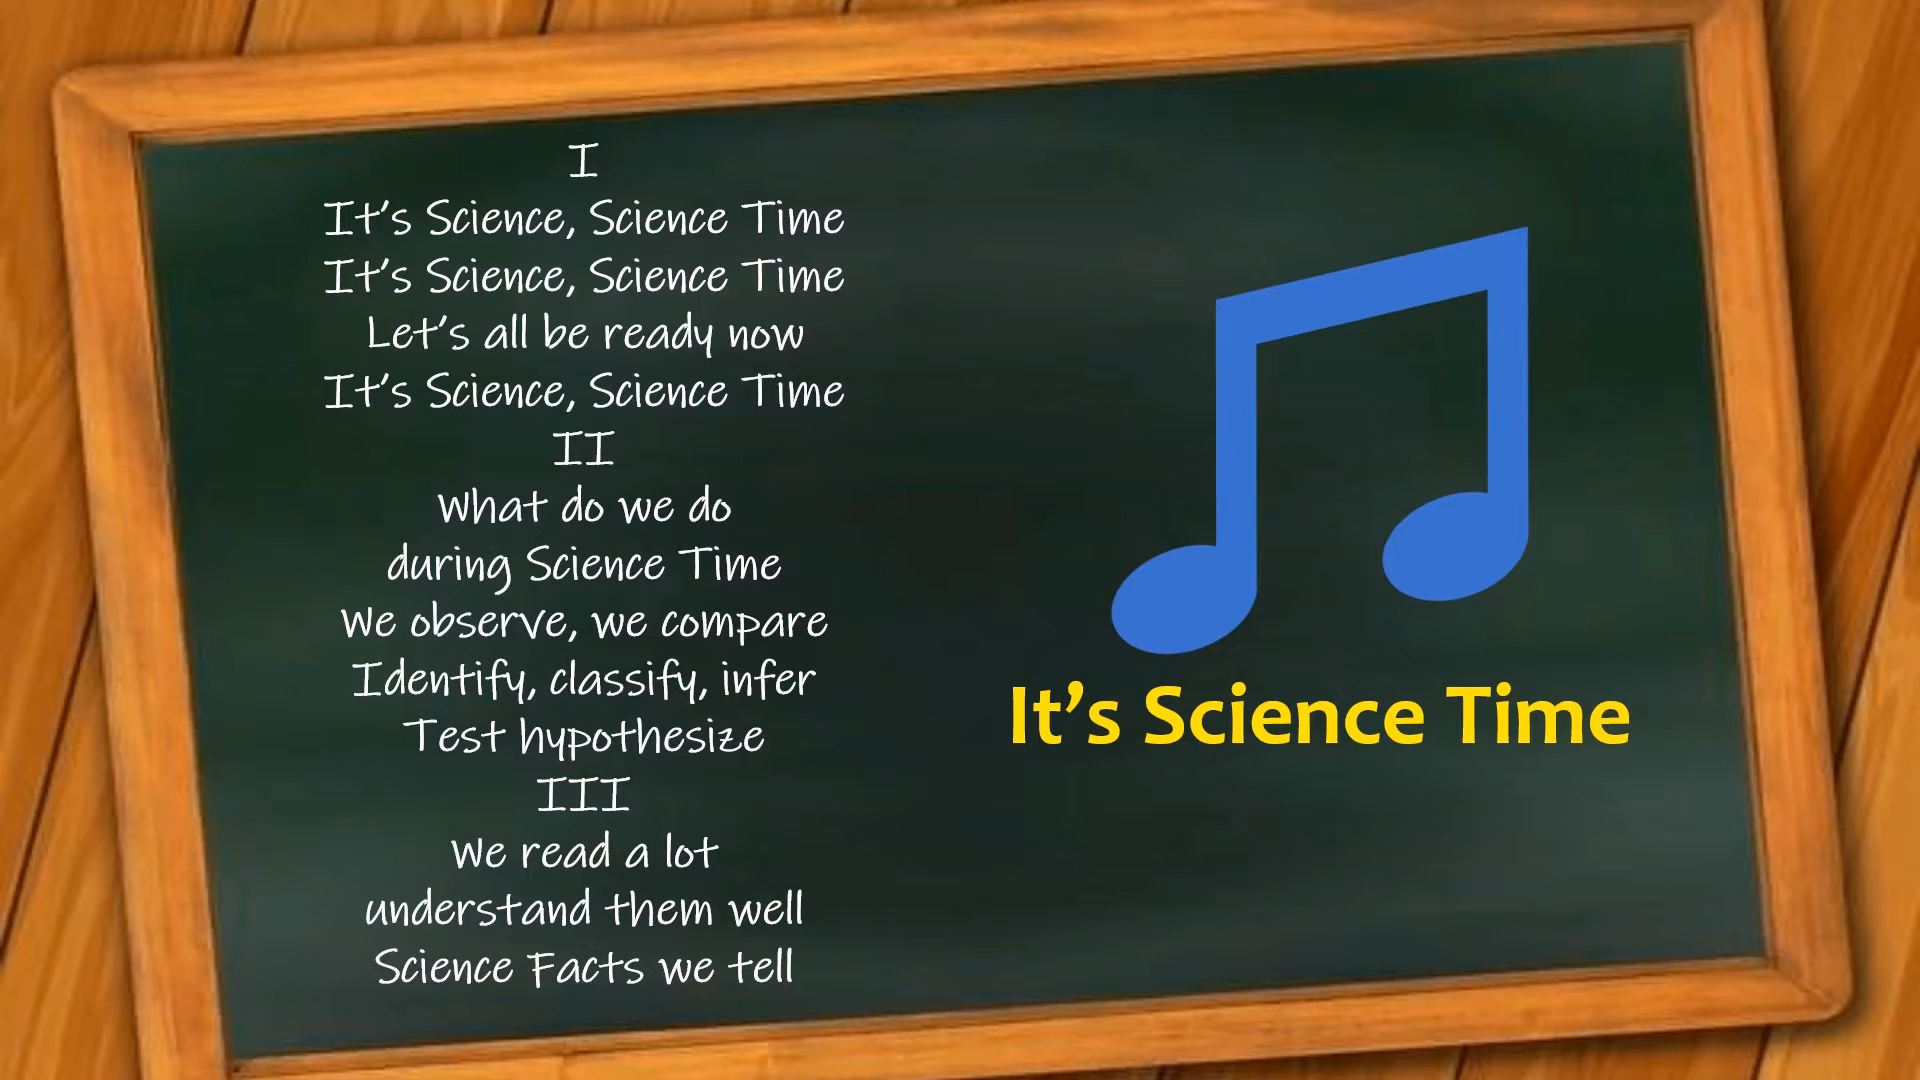 I
It's Science, Science Time
It's Science, Science Time
Let's all be ready now
It's Science, Science Time
II
What do we do
during Science Time
We observe, we compare
Identify, classify, infer
Test hypothesize
III
We read a lot
understand them well
Science Facts we tell
It's Science Time